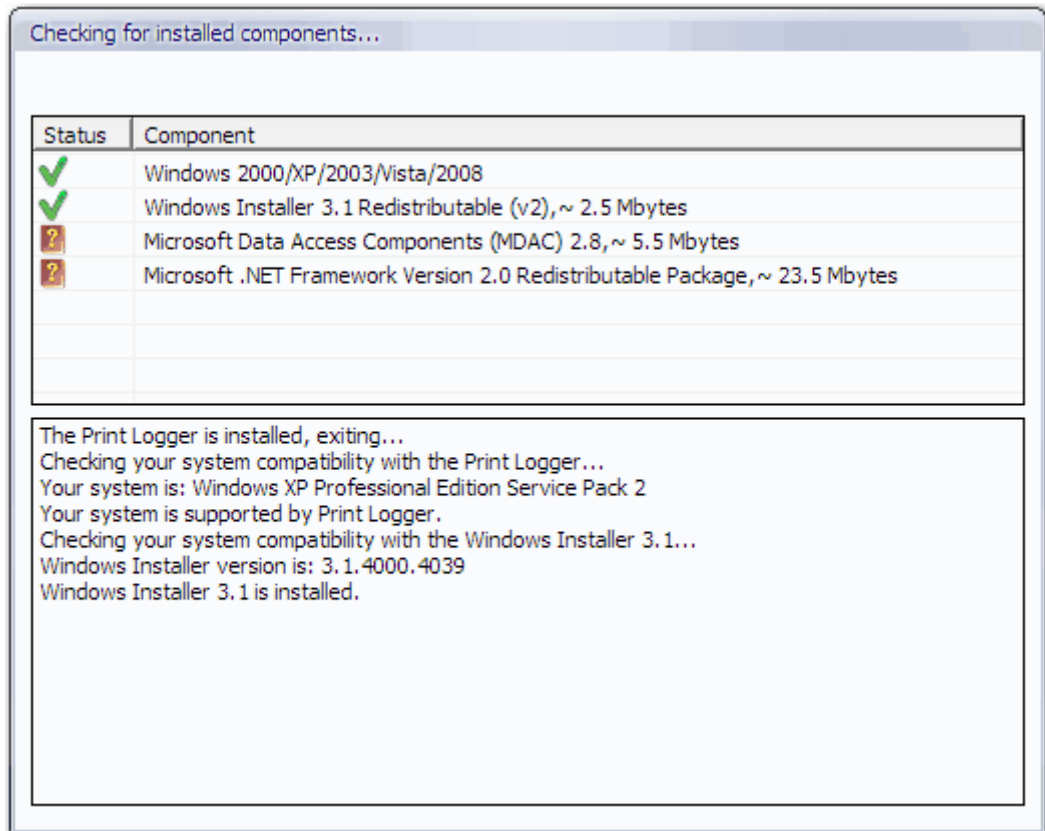 Checking for installed components...
Status Component
Windows 2000/XP/2003/Vista/2008
Windows Installer 3.1 Redistributable (v2),~ 2.5 Mbytes
Microsoft Data Access Components (MDAC) 2.8,~ 5.5 Mbytes
Microsoft .NET Framework Version 2.0 Redistributable Package,~ 23.5 Mbytes
The Print Logger is installed, exiting...
Checking your system compatibility with the Print Logger...
Your system is: Windows XP Professional Edition Service Pack 2
Your system is supported by Print Logger.
Checking your system compatibility with the Windows Installer 3.1...
Windows Installer version is: 3.1.4000.4039
Windows Installer 3.1 is installed.